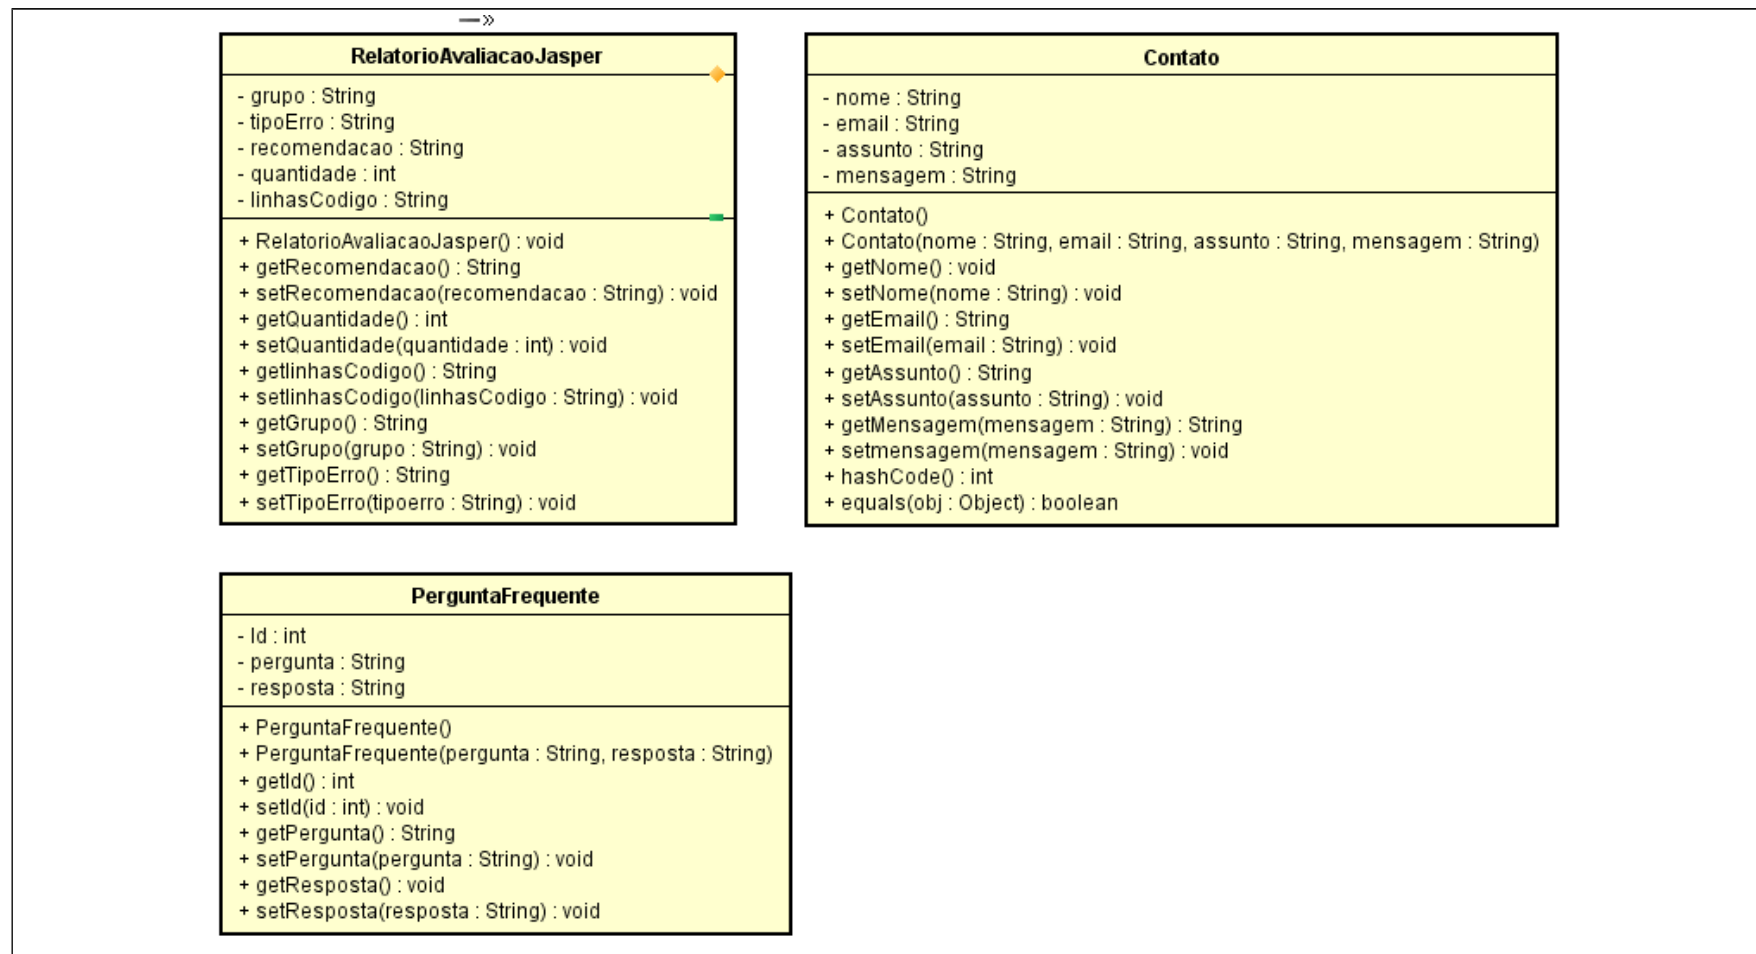 RelatorioAvaliacaoJasper
- grupo : String
- tipoErro : String
- recomendacao : String
- quantidade : int
- linhasCodigo : String
+ RelatorioAvaliacaoJasper() : void
+ getRecomendacao() : String
+ setRecomendacao(recomendacao : String) : void
+ getQuantidade() : int
+ setQuantidade(quantidade : int) : void
+ getlinhasCodigo() : String
+ setlinhasCodigo(linhasCodigo : String) : void
+ getGrupo() : String
+ setGrupo(grupo : String) : void
+ getTipoErro() : String
+ setTipoErro(tipoerro : String) : void
Contato
- nome : String
- email : String
- assunto : String
- mensagem : String
+ Contato()
+ Contato(nome : String, email : String, assunto : String, mensagem : String)
+ getNome() : void
+ setNome(nome : String) : void
+ getEmail() : String
+ setEmail(email : String) : void
+ getAssunto() : String
+ setAssunto(assunto : String) : void
+ getMensagem(mensagem : String) : String
+ setmensagem(mensagem : String) : void
+ hashCode() : int
+ equals(obj : Object) : boolean
PerguntaFrequente
- Id : int
- pergunta : String
- resposta : String
+ PerguntaFrequente()
+ PerguntaFrequente(pergunta : String, resposta : String)
+ getId() : int
+ setId(id : int) : void
+ getPergunta() : String
+ setPergunta(pergunta : String) : void
+ getResposta() : void
+ setResposta(resposta : String) : void